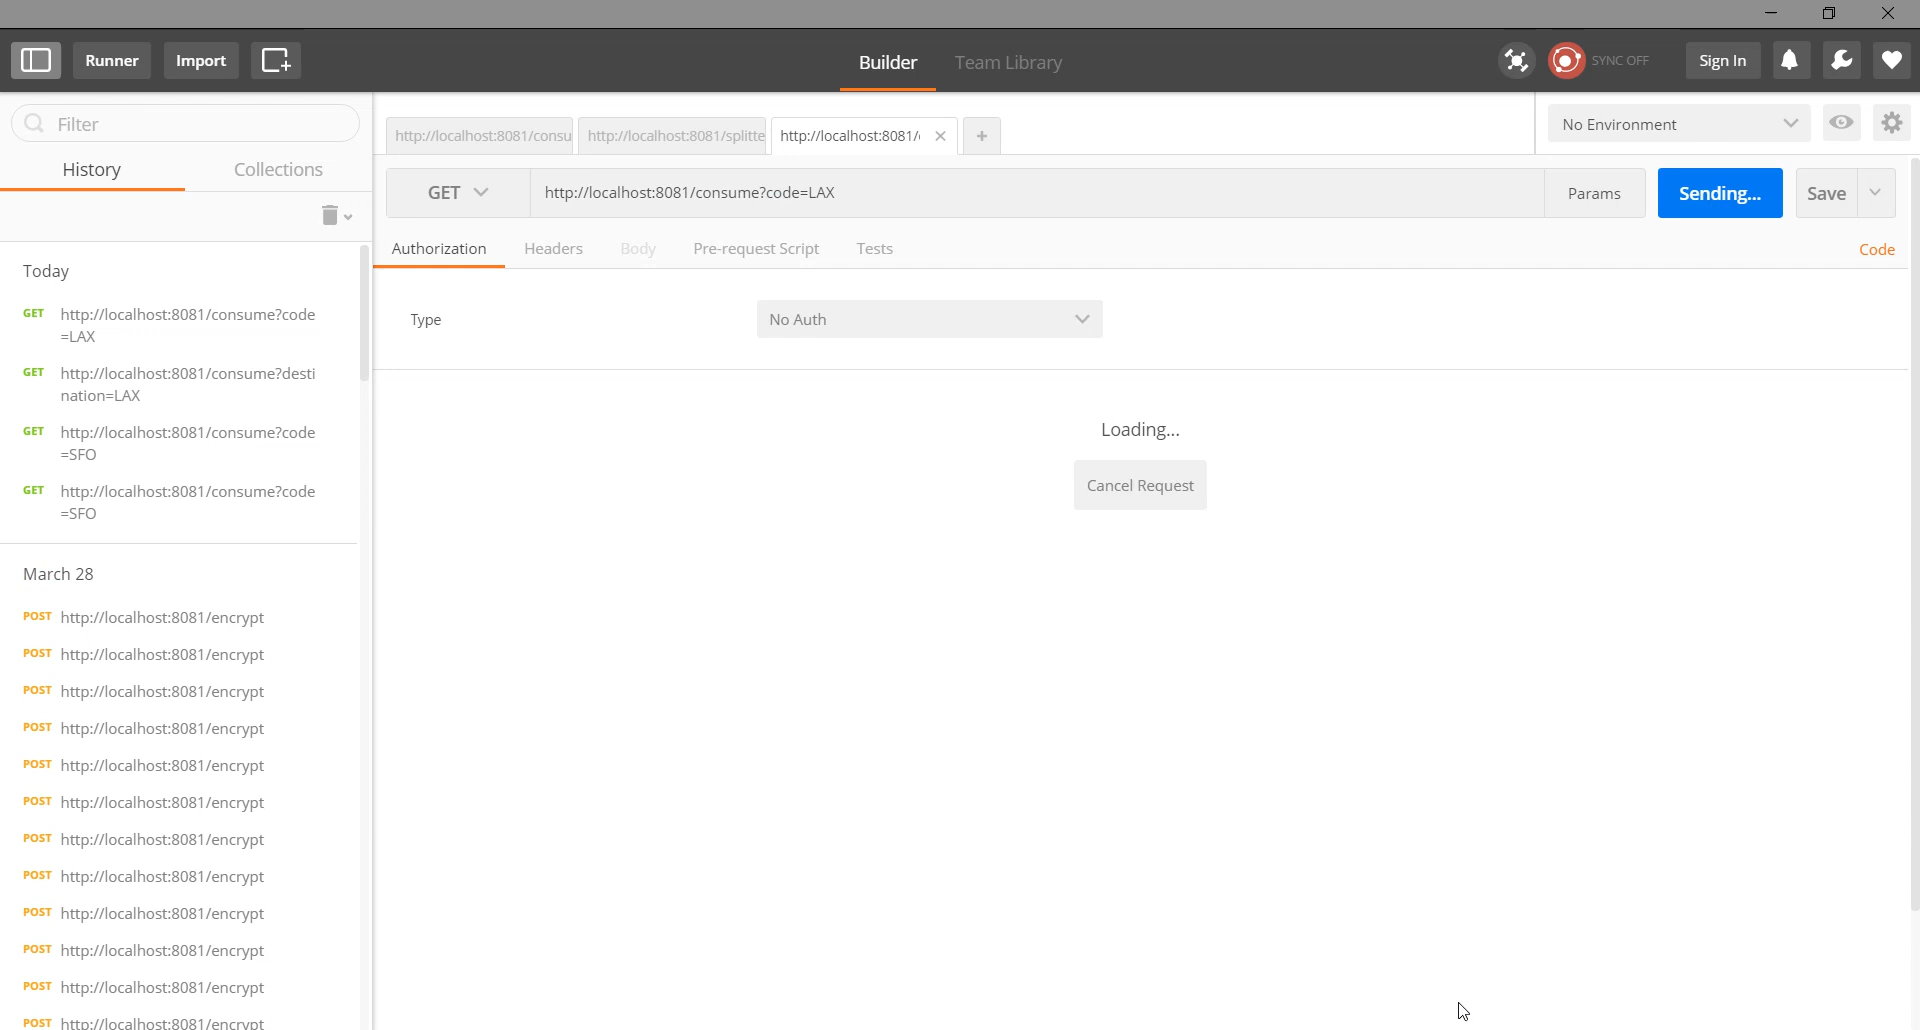 Runner
Import
Builder
Team Library
SYNC OFF
Sign In
Filter
http://localhost:8081/consu
http://localhost:8081/splitte
http://localhost:8081/
No Environment
History
Collections
GET
http://localhost:8081/consume?code=LAX
Params
Sending...
Save
Authorization
Headers
Body
Pre-request Script
Tests
Code
Today
Type
No Auth
GET http://localhost:8081/consume?code
=LAX
GET http://localhost:8081/consume?desti
nation=LAX
GET http://localhost:8081/consume?code
=SFO
GET http://localhost:8081/consume?code
=SFO
Loading...
Cancel Request
March 28
POST http://localhost:8081/encrypt
POST http://localhost:8081/encrypt
POST http://localhost:8081/encrypt
POST http://localhost:8081/encrypt
POST http://localhost:8081/encrypt
POST http://localhost:8081/encrypt
POST http://localhost:8081/encrypt
POST http://localhost:8081/encrypt
POST http://localhost:8081/encrypt
POST http://localhost:8081/encrypt
POST http://localhost:8081/encrypt
POST http://localhost:8081/encrypt